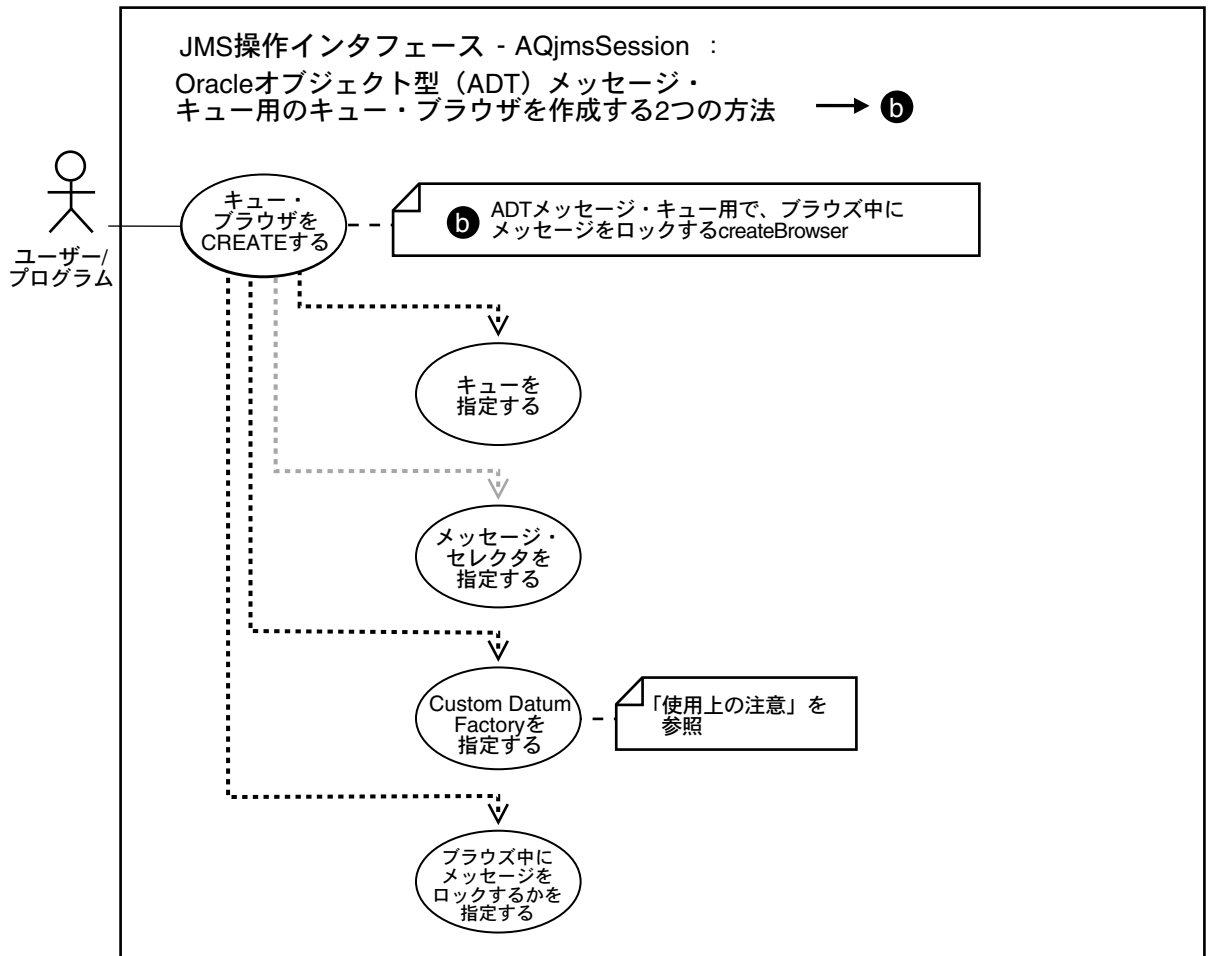 JMS操作インタフェース - AQjmsSession :
Oracleオブジェクト型（ADT）メッセージ・
キュー用のキュー・ブラウザを作成する2つの方法 → b
ユーザー/
プログラム
キュー・
ブラウザを
CREATEする
b ADTメッセージ・キュー用で、ブラウズ中に
メッセージをロックするcreateBrowser
キューを
指定する
メッセージ・
セレクタを
指定する
Custom Datum
Factoryを
指定する
「使用上の注意」を
参照
ブラウズ中に
メッセージを
ロックするかを
指定する